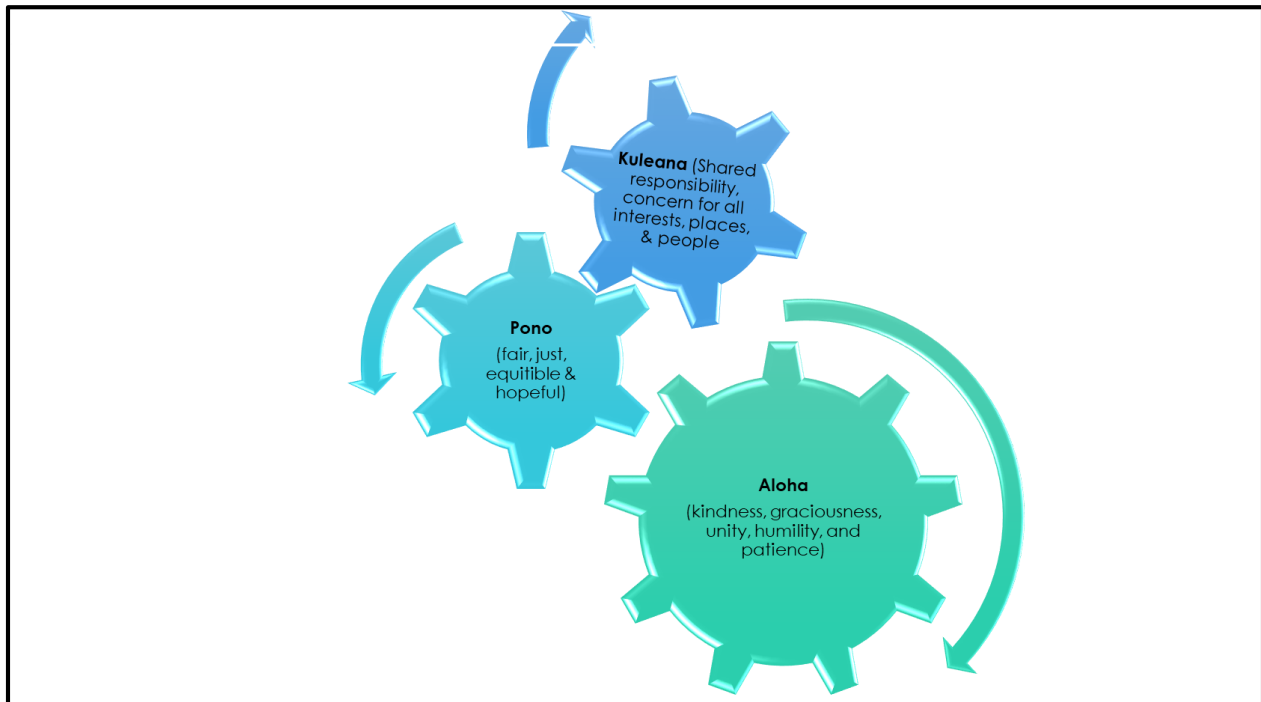 Kuleana (Shared
responsibility,
concern for all
interests, places,
& people
Pono
(fair, just,
equitible &
hopeful)
Aloha
(kindness, graciousness,
unity, humility, and
patience)